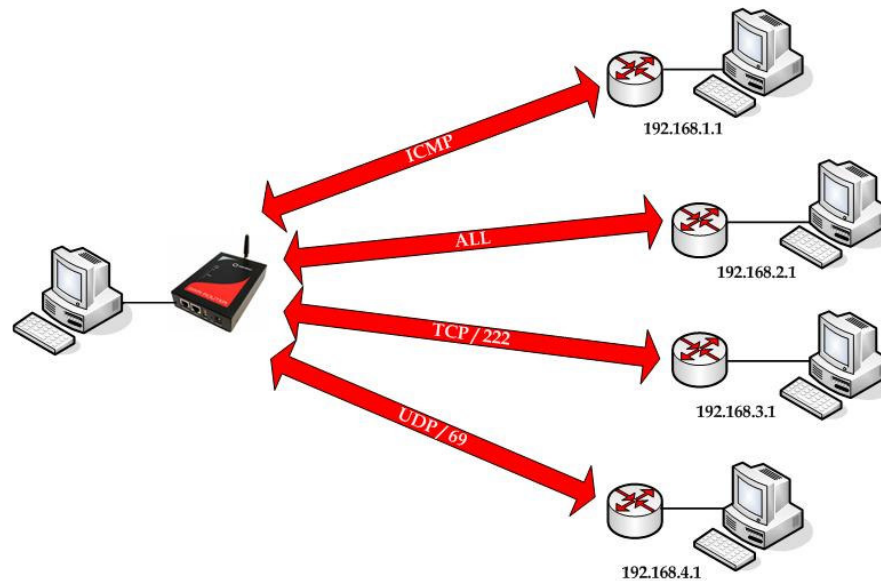 ICMP
192.168.1.1
ALL
192.168.2.1
TCP / 222
192.168.3.1
UDP / 69
192.168.4.1